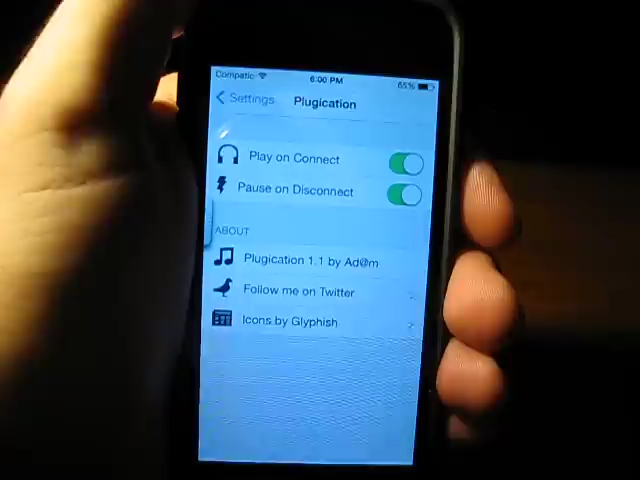 Compatic 6:00 PM 65%
Settings Plugication
Play on Connect
Pause on Disconnect
ABOUT
Plugication 1.1 by Ad@m
Follow me on Twitter
Icons by Glyphish